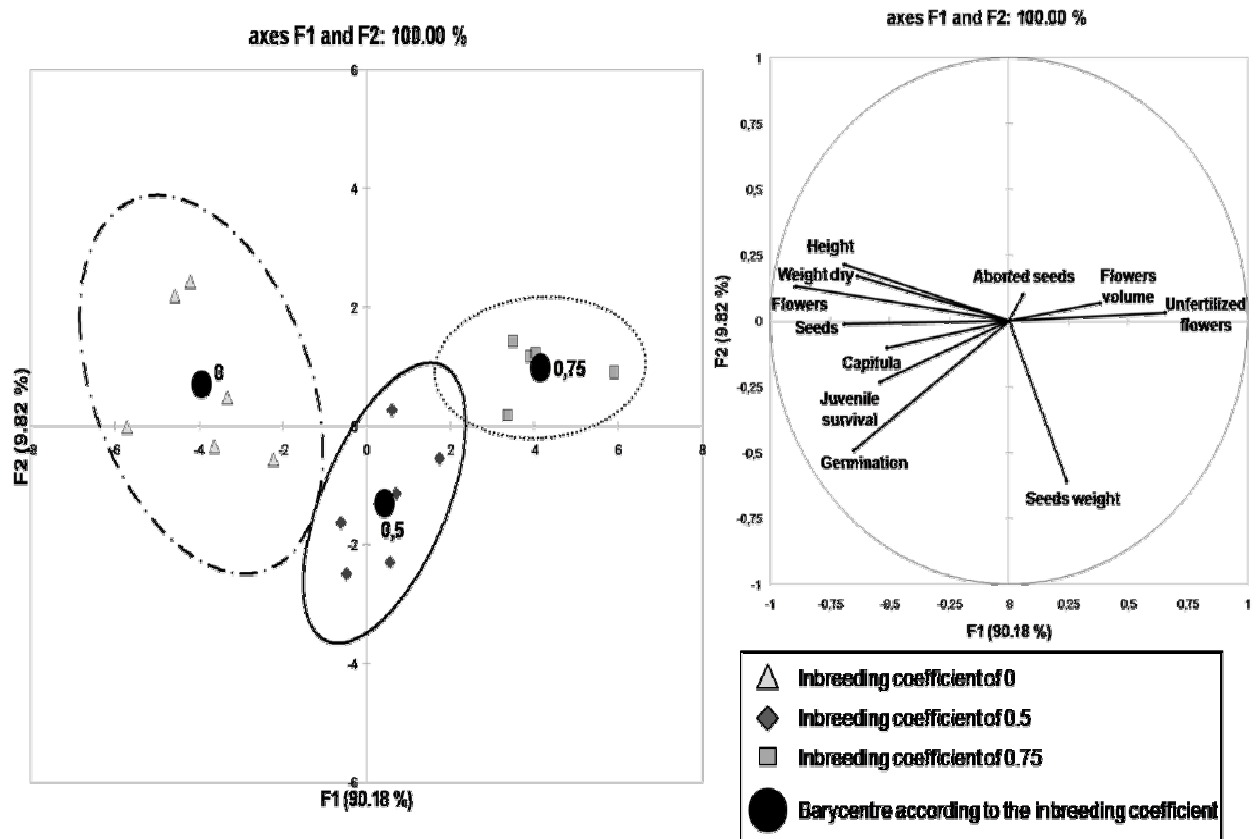 axes F1 and F2: 100.00 %
6
4
2
0
-2
-4
-6
-8
-6
-4
-2
0
2
4
6
8
0
0,5
0,75
F2 (9.82 %)
F1 (90.18 %)
axes F1 and F2: 100.00 %
1
0,75
0,5
0,25
0
-0,25
-0,5
-0,75
-1
-1
-0,75
-0,5
-0,25
0
0,25
0,5
0,75
1
Height
Weight dry
Flowers
Seeds
Capitula
Juvenile
survival
Germination
Aborted seeds
Flowers
volume
Unfertilized
flowers
Seeds weight
F2 (9.82 %)
F1 (90.18 %)
Inbreeding coefficient of 0
Inbreeding coefficient of 0.5
Inbreeding coefficient of 0.75
Barycentre according to the inbreeding coefficient